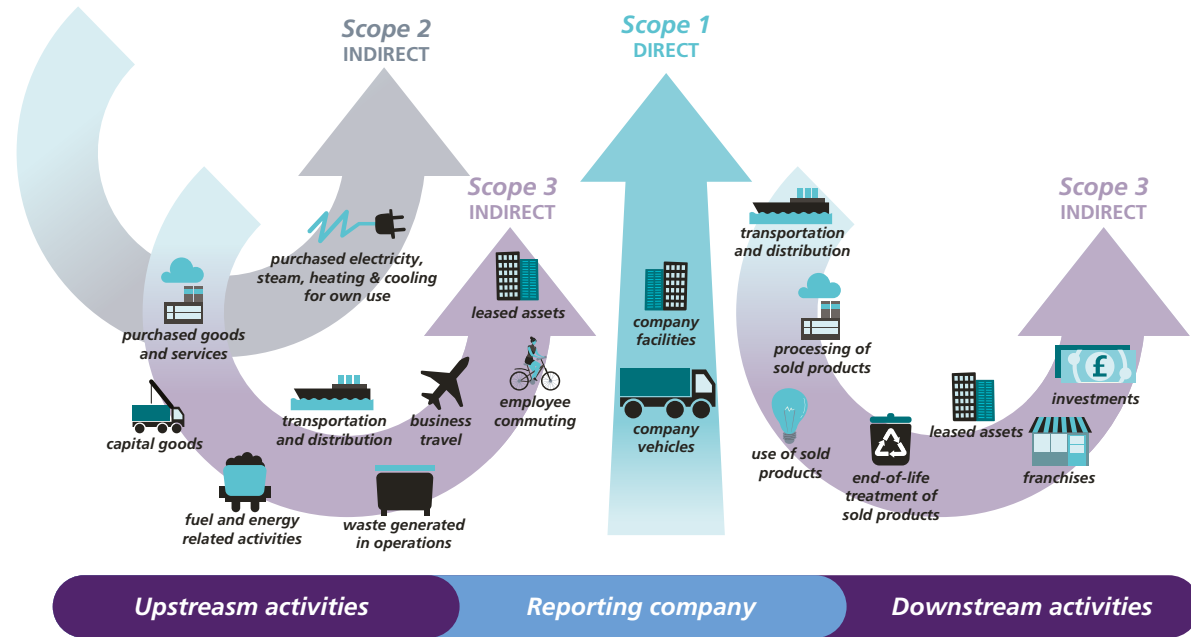 Scope 2
INDIRECT
Scope 1
DIRECT
Scope 3
INDIRECT
Scope 3
INDIRECT
purchased electricity,
steam, heating & cooling
for own use
purchased goods
and services
capital goods
fuel and energy
related activities
transportation
and distribution
waste generated
in operations
business
travel
employee
commuting
leased assets
company
facilities
company
vehicles
transportation
and distribution
processing of
sold products
use of sold
products
end-of-life
treatment of
sold products
leased assets
franchises
£
investments
Upstreasm activities
Reporting company
Downstream activities